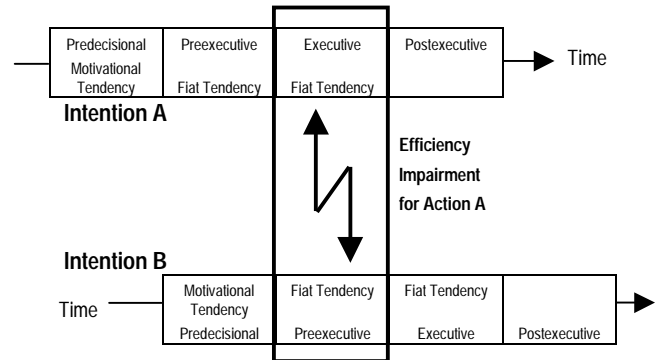 Predecisional Preexecutive Executive Postexecutive
Motivational
Tendency Fiat Tendency Fiat Tendency
Time
Intention A
Efficiency
Impairment
for Action A
Intention B
Time
Motivational Fiat Tendency Fiat Tendency
Tendency
Predecisional Preexecutive Executive Postexecutive